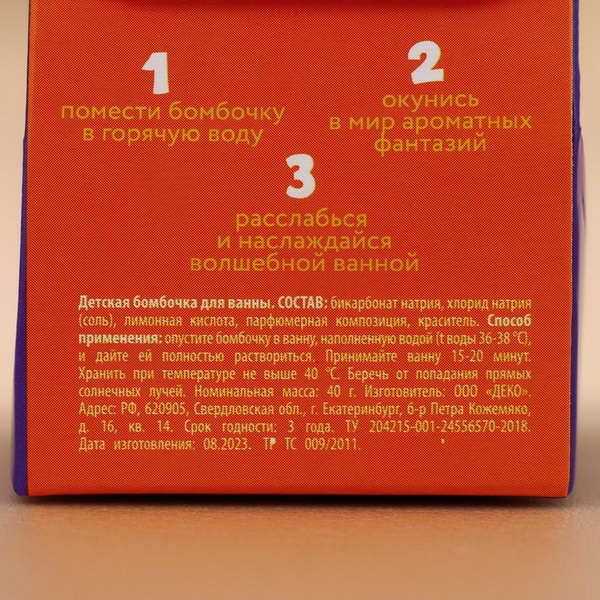 1
помести бомбочку
в горячую воду
2
окунись
в мир ароматных
фантазий
3
расслабься
и наслаждайся
волшебной ванной
Детская бомбочка для ванны. СОСТАВ: бикарбонат натрия, хлорид натрия
(соль), лимонная кислота, парфюмерная композиция, краситель. Способ
применения: опустите бомбочку в ванну, наполненную водой (t воды 36-38 °C),
и дайте ей полностью раствориться. Принимайте ванну 15-20 минут.
Хранить при температуре не выше 40 °C. Беречь от попадания прямых
солнечных лучей. Номинальная масса: 40 г. Изготовитель: ООО «ДЕКО».
Адрес: РФ, 620905, Свердловская обл., г. Екатеринбург, б-р Петра Кожемяко,
д. 16, кв. 14. Срок годности: 3 года. ТУ 204215-001-24556570-2018.
Дата изготовления: 08.2023. ТР ТС 009/2011.